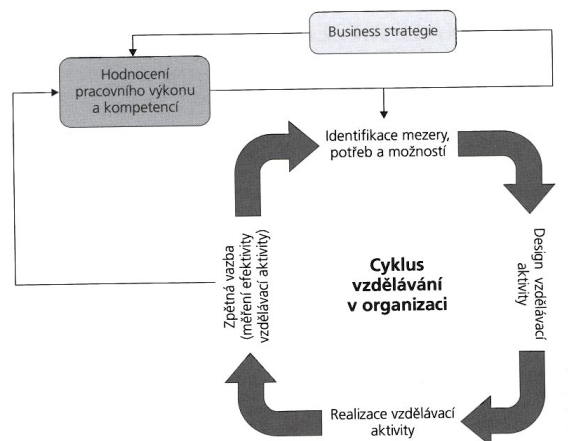 Business strategie
Hodnocení
pracovního výkonu
a kompetencí
Identifikace mezery,
potřeb a možností
Design vzdělávací
aktivity
Cyklus
vzdělávání
v organizaci
Zpětná vazba
(měření efektivity
vzdělávací aktivity)
Realizace vzdělávací
aktivity